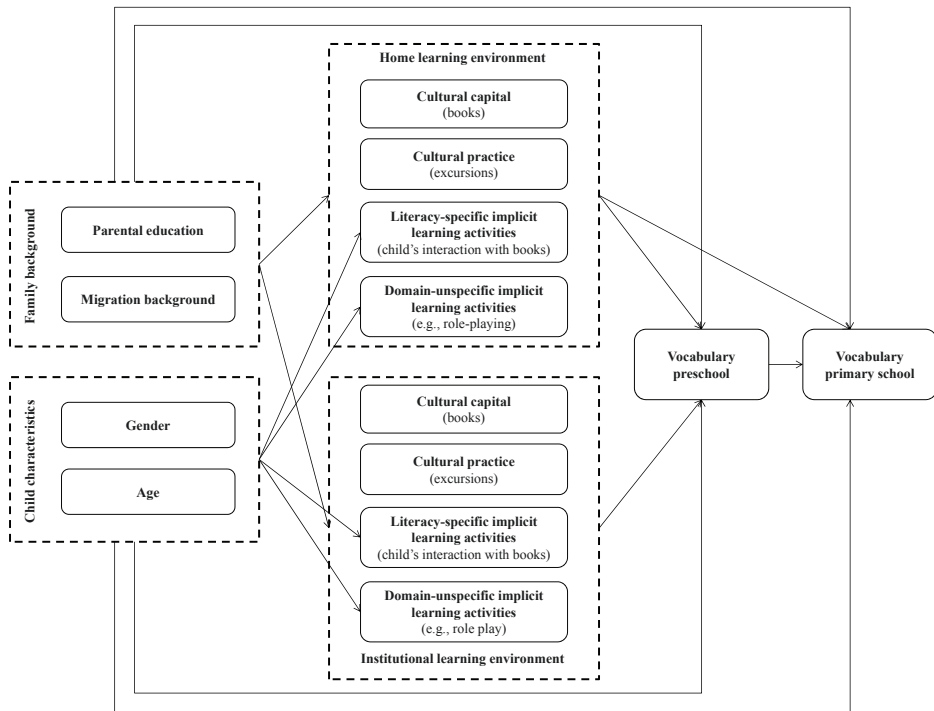 Home learning environment
Cultural capital
(books)
Cultural practice
(excursions)
Literacy-specific implicit
learning activities
(child's interaction with books)
Domain-unspecific implicit
learning activities
(e.g., role-playing)
Family background
Parental education
Migration background
Child characteristics
Gender
Age
Cultural capital
(books)
Cultural practice
(excursions)
Literacy-specific implicit
learning activities
(child's interaction with books)
Domain-unspecific implicit
learning activities
(e.g., role play)
Institutional learning environment
Vocabulary
preschool
Vocabulary
primary school